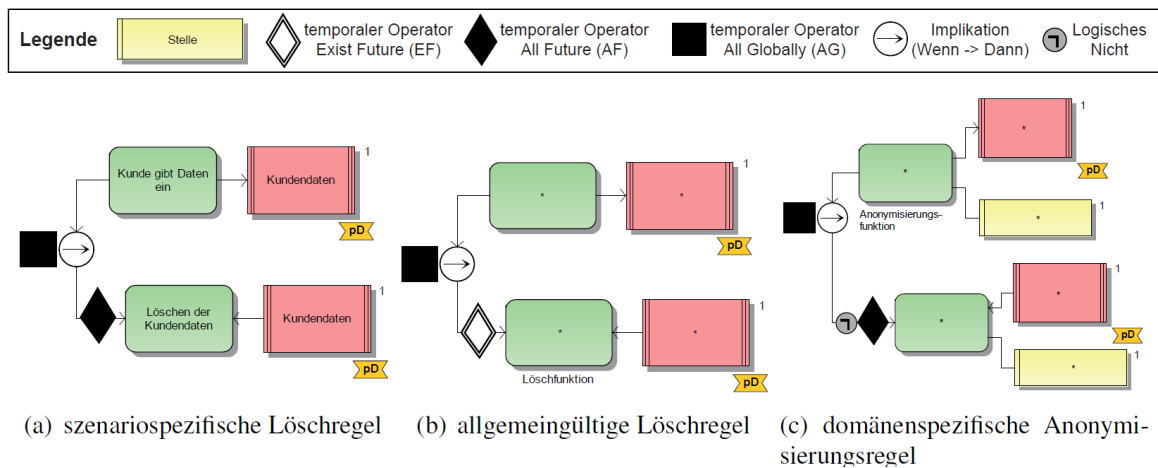 Legende
Stelle
temporaler Operator
Exist Future (EF)
temporaler Operator
All Future (AF)
temporaler Operator
All Globally (AG)
Implikation
(Wenn -> Dann)
Logisches
Nicht
Kunde gibt Daten
ein
Kundendaten
1
pD
Löschen der
Kundendaten
Kundendaten
1
pD
(a) szenariospezifische Löschregel
*
*
1
pD
*
Löschfunktion
*
1
pD
(b) allgemeingültige Löschregel
*
1
pD
*
Anonymisierungs-
funktion
*
1
*
1
pD
*
*
1
(c) domänenspezifische Anonymi-
sierungsregel